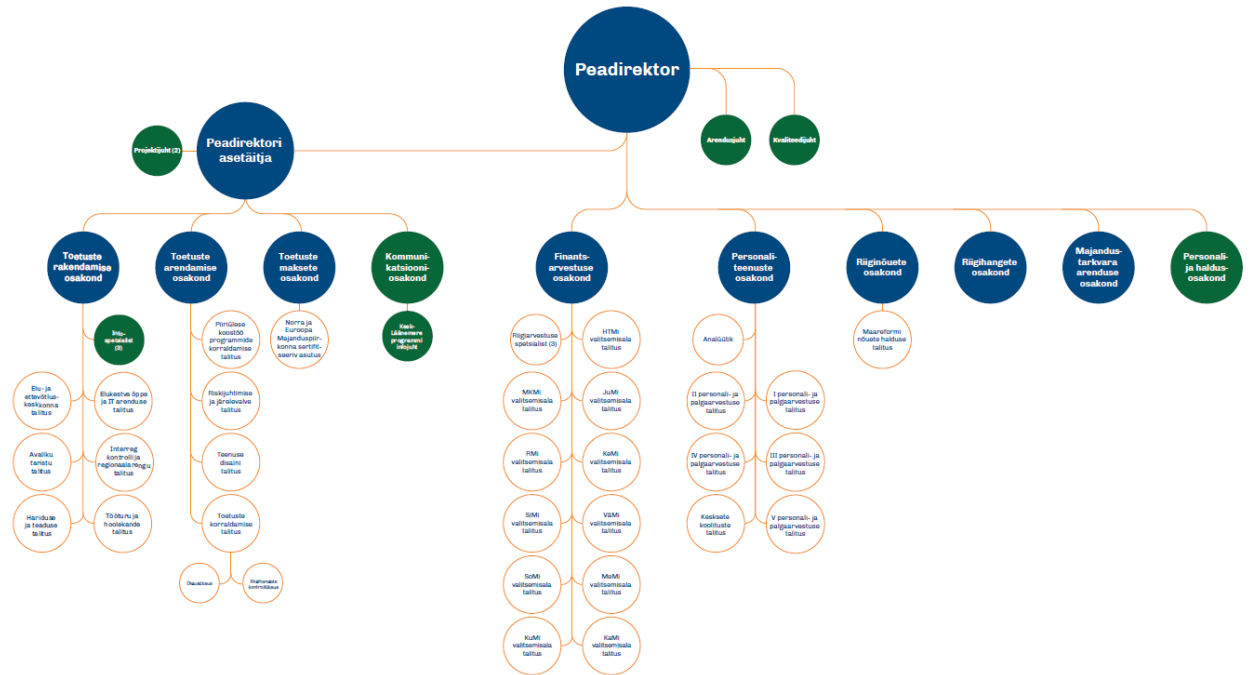 Peadirektor
Arendusjuht
Kvaliteedijuht
Projektijuht (2)
Peadirektori
asetäitja
Toetuste
rakendamise
osakond
Toetuste
arendamise
osakond
Toetuste
maksete
osakond
Kommuni-
katsiooni-
osakond
Finants-
arvestuse
osakond
Personali-
teenuste
osakond
Riiginõuete
osakond
Riigihangete
osakond
Majandus-
tarkvara
arenduse
osakond
Personali-
ja haldus-
osakond
Info-
spetsialist
(3)
Elu- ja
ettevõtlus-
keskkonna
talitus
Elukestva õppe
ja IT arenduse
talitus
Avaliku
taristu
talitus
Interreg
kontrolli ja
regionaalarengu
talitus
Hariduse
ja teaduse
talitus
Tööturu ja
hoolekande
talitus
Piiriülese
koostöö
programmide
korraldamise
talitus
Riskijuhtimise
ja järelevalve
talitus
Teenuse
disaini
talitus
Toetuste
korraldamise
talitus
Norra ja
Euroopa
Majanduspiir-
konna sertifit-
seeriv asutus
Kesk-
Läänemere
programmi
infojuht
Riigiarvestuse
spetsialist (3)
HTMi
valitsemisala
talitus
MKMi
valitsemisala
talitus
JuMi
valitsemisala
talitus
RMi
valitsemisala
talitus
KeMi
valitsemisala
talitus
SiMi
valitsemisala
talitus
VäMi
valitsemisala
talitus
SoMi
valitsemisala
talitus
MeMi
valitsemisala
talitus
KuMi
valitsemisala
talitus
KaMi
valitsemisala
talitus
Analüütik
II personali- ja
palgaarvestuse
talitus
I personali- ja
palgaarvestuse
talitus
IV personali- ja
palgaarvestuse
talitus
III personali- ja
palgaarvestuse
talitus
Kesksete
koolituste
talitus
V personali- ja
palgaarvestuse
talitus
Maareformi
nõuete halduse
talitus